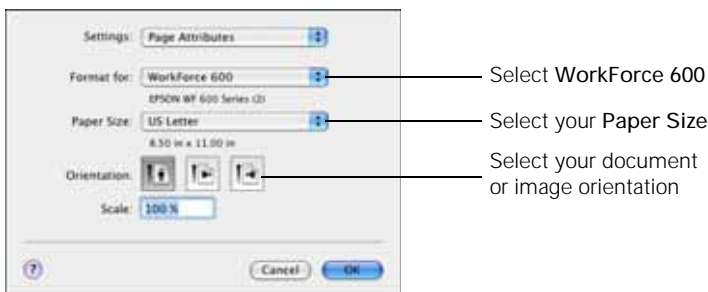 Settings: Page Attributes
Format for: WorkForce 600
EPSON WF 600 Series (2)
Paper Size: US Letter
8.50 in x 11.00 in
Orientation:
Scale: 100 %
? Cancel OK
Select WorkForce 600
Select your Paper Size
Select your document
or image orientation